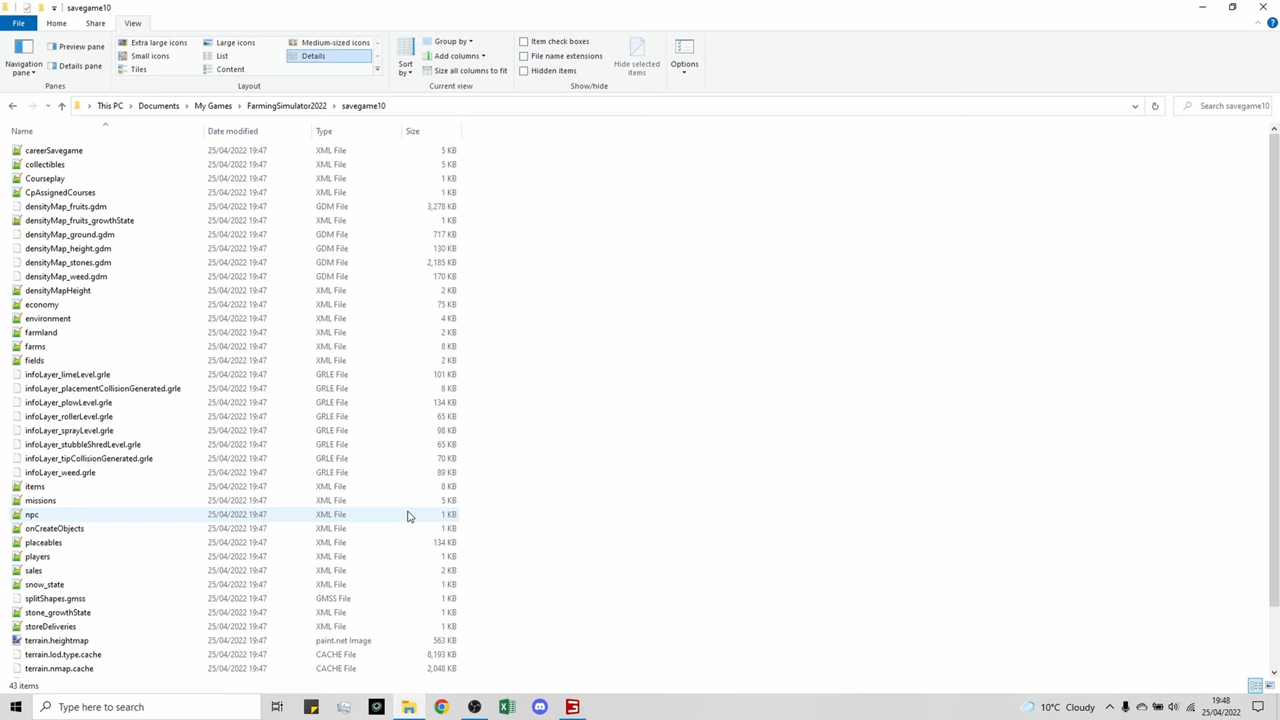 savegame10
File Home Share View
Navigation pane
Preview pane
Details pane
Panes
Extra large icons Large icons Medium-sized icons
Small icons List Details
Tiles Content
Layout
Sort by
Group by
Add columns
Size all columns to fit
Current view
Item check boxes
File name extensions
Hidden items
Hide selected items
Show/hide
Options
This PC Documents My Games FarmingSimulator2022 savegame10
Search savegame10
Name Date modified Type Size
careerSavegame 25/04/2022 19:47 XML File 5 KB
collectibles 25/04/2022 19:47 XML File 5 KB
Courseplay 25/04/2022 19:47 XML File 1 KB
CpAssignedCourses 25/04/2022 19:47 XML File 1 KB
densityMap_fruits.gdm 25/04/2022 19:47 GDM File 3,278 KB
densityMap_fruits_growthState 25/04/2022 19:47 XML File 1 KB
densityMap_ground.gdm 25/04/2022 19:47 GDM File 717 KB
densityMap_height.gdm 25/04/2022 19:47 GDM File 130 KB
densityMap_stones.gdm 25/04/2022 19:47 GDM File 2,185 KB
densityMap_weed.gdm 25/04/2022 19:47 GDM File 170 KB
densityMapHeight 25/04/2022 19:47 XML File 2 KB
economy 25/04/2022 19:47 XML File 75 KB
environment 25/04/2022 19:47 XML File 4 KB
farmland 25/04/2022 19:47 XML File 2 KB
farms 25/04/2022 19:47 XML File 8 KB
fields 25/04/2022 19:47 XML File 2 KB
infoLayer_limeLevel.grle 25/04/2022 19:47 GRLE File 101 KB
infoLayer_placementCollisionGenerated.grle 25/04/2022 19:47 GRLE File 8 KB
infoLayer_plowLevel.grle 25/04/2022 19:47 GRLE File 134 KB
infoLayer_rollerLevel.grle 25/04/2022 19:47 GRLE File 65 KB
infoLayer_sprayLevel.grle 25/04/2022 19:47 GRLE File 98 KB
infoLayer_stubbleShredLevel.grle 25/04/2022 19:47 GRLE File 65 KB
infoLayer_tipCollisionGenerated.grle 25/04/2022 19:47 GRLE File 70 KB
infoLayer_weed.grle 25/04/2022 19:47 GRLE File 89 KB
items 25/04/2022 19:47 XML File 8 KB
missions 25/04/2022 19:47 XML File 5 KB
npc 25/04/2022 19:47 XML File 1 KB
onCreateObjects 25/04/2022 19:47 XML File 1 KB
placeables 25/04/2022 19:47 XML File 134 KB
players 25/04/2022 19:47 XML File 1 KB
sales 25/04/2022 19:47 XML File 2 KB
snow_state 25/04/2022 19:47 XML File 1 KB
splitShapes.gmss 25/04/2022 19:47 GMSS File 1 KB
stone_growthState 25/04/2022 19:47 XML File 1 KB
storeDeliveries 25/04/2022 19:47 XML File 1 KB
terrain.heightmap 25/04/2022 19:47 paint.net Image 563 KB
terrain.lod.type.cache 25/04/2022 19:47 CACHE File 8,193 KB
terrain.nmap.cache 25/04/2022 19:47 CACHE File 2,048 KB
43 items
Type here to search
10°C Cloudy
19:48
25/04/2022